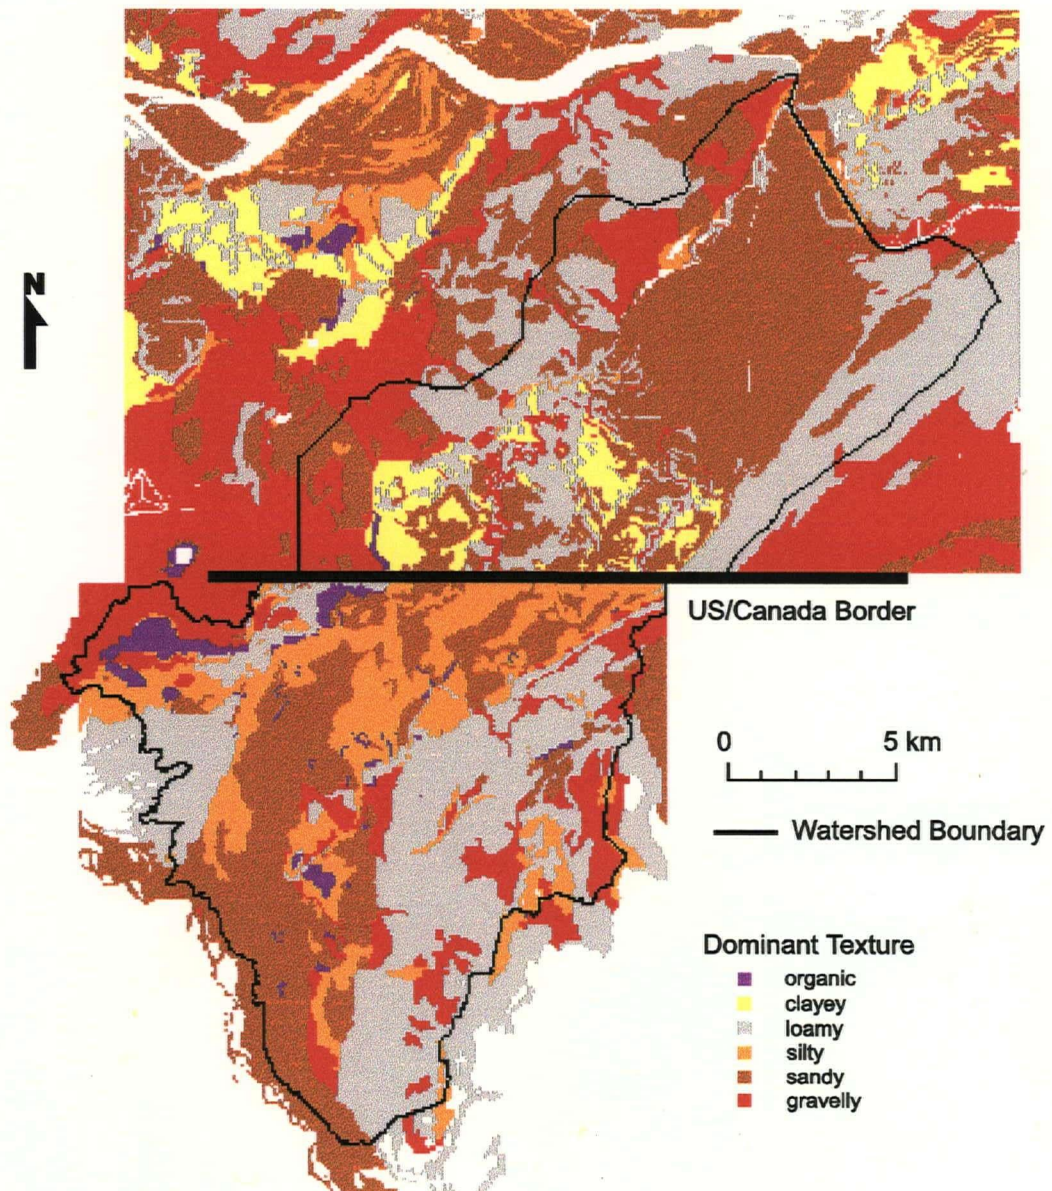 N
US/Canada Border
0 5 km
Watershed Boundary
Dominant Texture
organic
clayey
loamy
silty
sandy
gravelly